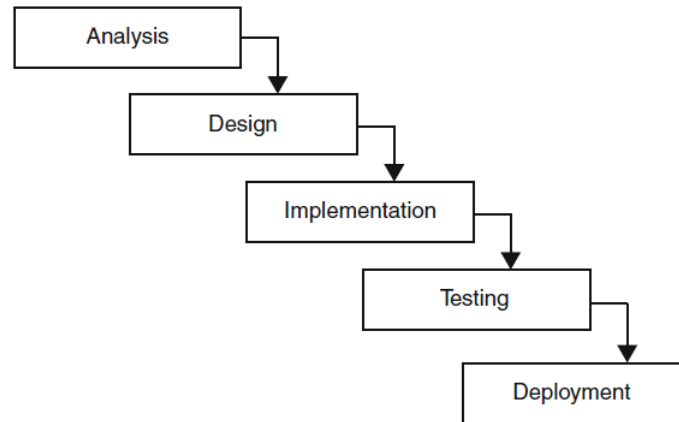 Analysis
Design
Implementation
Testing
Deployment